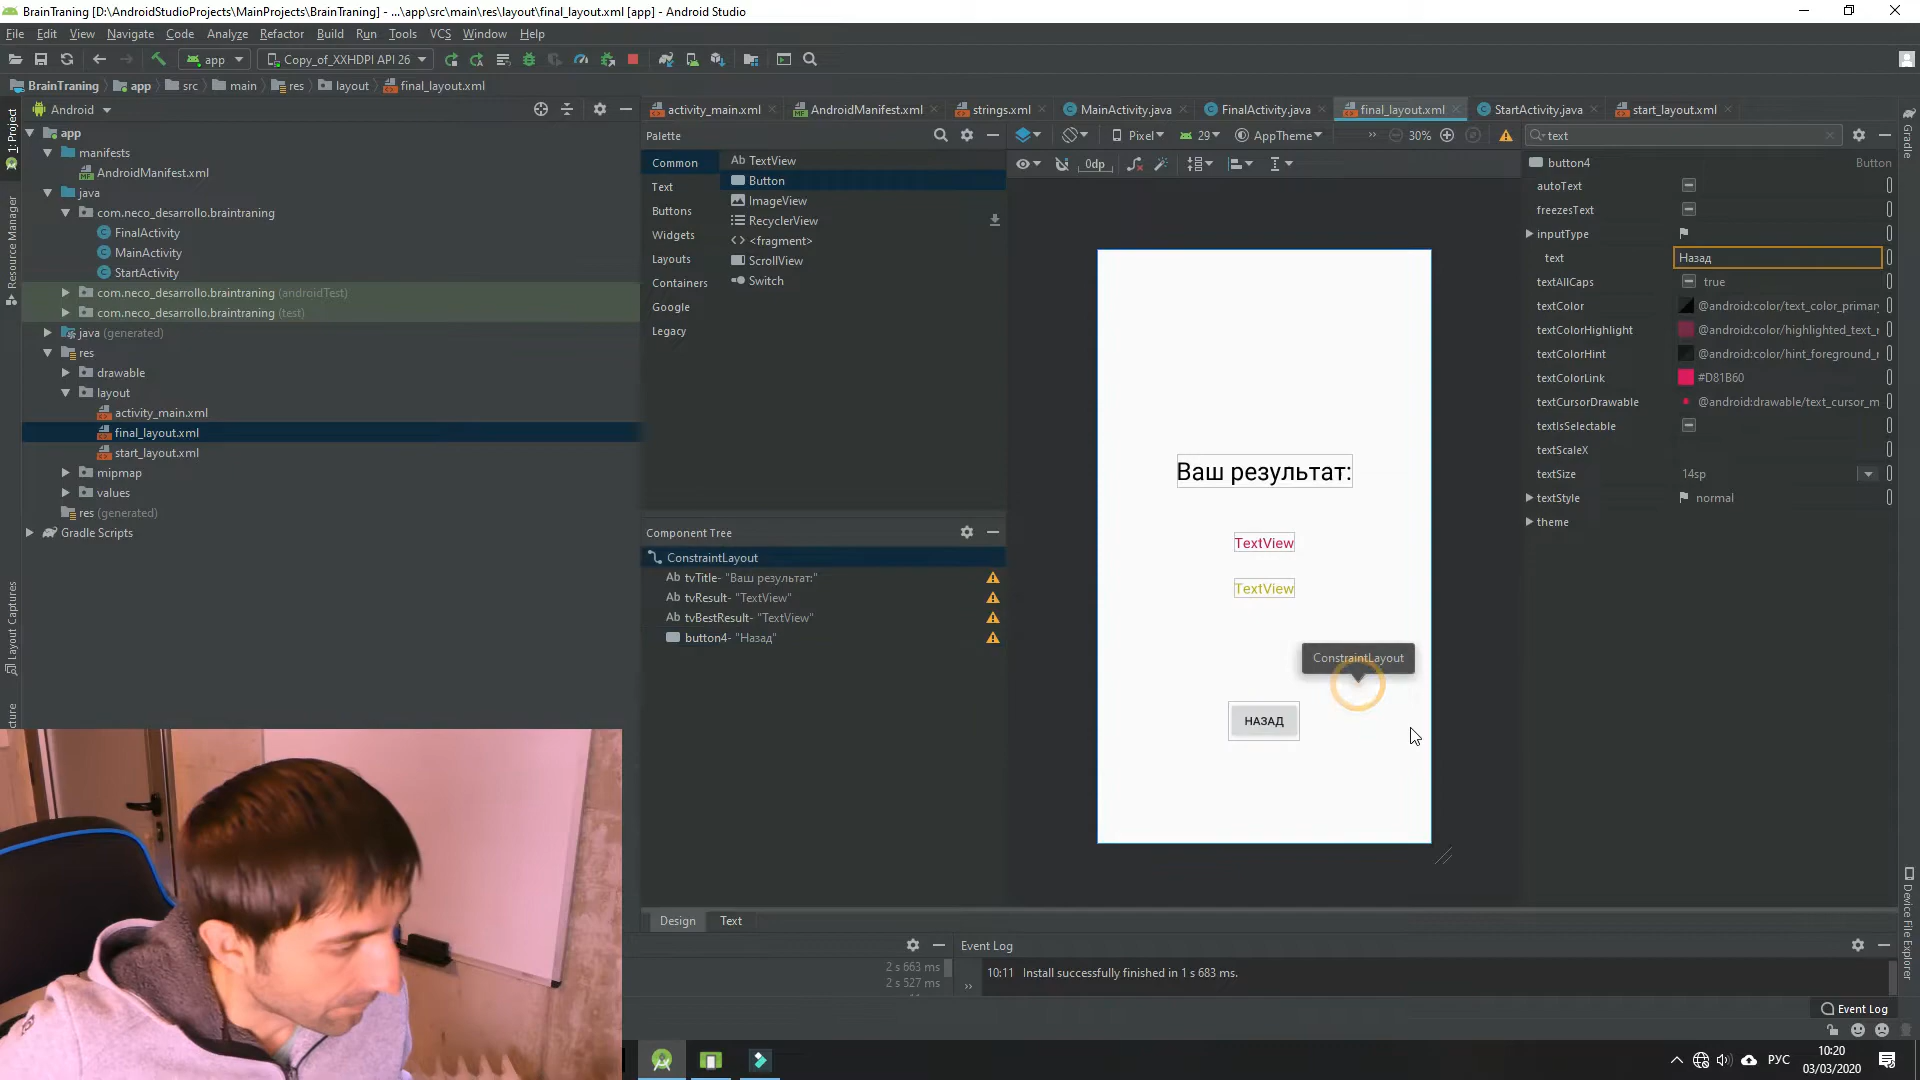 BrainTraning [D:\AndroidStudioProjects\MainProjects\BrainTraning] - ...\app\src\main\res\layout\final_layout.xml [app] - Android Studio
File Edit View Navigate Code Analyze Refactor Build Run Tools VCS Window Help
app Copy_of_XXHDPI API 26
BrainTraning app src main res layout final_layout.xml
Android
activity_main.xml AndroidManifest.xml strings.xml MainActivity.java FinalActivity.java final_layout.xml StartActivity.java start_layout.xml
1: Project
Resource Manager
Layout Captures
app
manifests
AndroidManifest.xml
java
com.neco_desarrollo.braintraning
FinalActivity
MainActivity
StartActivity
com.neco_desarrollo.braintraning (androidTest)
com.neco_desarrollo.braintraning (test)
java (generated)
res
drawable
layout
activity_main.xml
final_layout.xml
start_layout.xml
mipmap
values
res (generated)
Gradle Scripts
Palette
Common
Text
Buttons
Widgets
Layouts
Containers
Google
Legacy
Ab TextView
Button
ImageView
RecyclerView
<fragment>
ScrollView
Switch
Component Tree
ConstraintLayout
Ab tvTitle- "Ваш результат:"
Ab tvResult- "TextView"
Ab tvBestResult- "TextView"
button4- "Назад"
Pixel 29 AppTheme 30%
0dp
Ваш результат:
TextView
TextView
ConstraintLayout
НАЗАД
text
button4 Button
autoText
freezesText
inputType
text Назад
textAllCaps true
textColor @android:color/text_color_primar
textColorHighlight @android:color/highlighted_text_
textColorHint @android:color/hint_foreground_
textColorLink #D81B60
textCursorDrawable @android:drawable/text_cursor_m
textIsSelectable
textScaleX
textSize 14sp
textStyle normal
theme
Gradle
Device File Explorer
Design Text
Event Log
2 s 663 ms
2 s 527 ms
10:11 Install successfully finished in 1 s 683 ms.
Event Log
РУС
10:20
03/03/2020